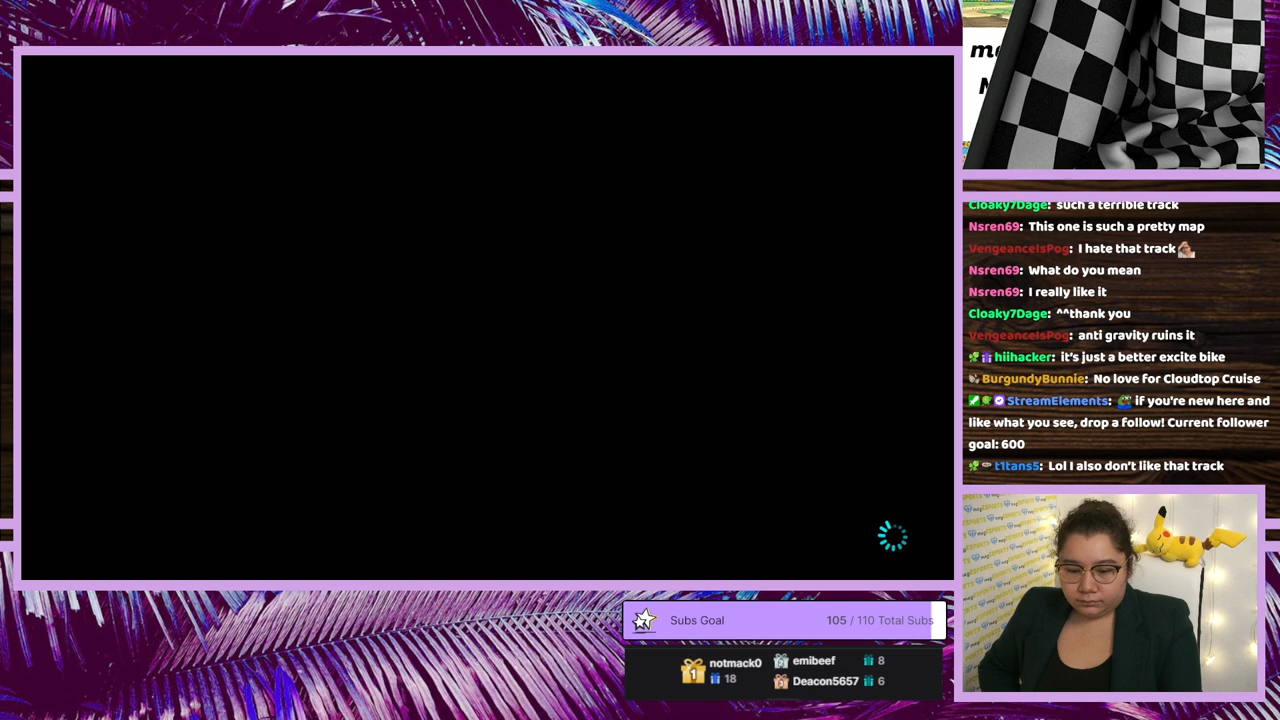 Cloaky7Dage: such a terrible track
Nsren69: This one is such a pretty map
VengeanceIsPog: I hate that track
Nsren69: What do you mean
Nsren69: I really like it
Cloaky7Dage: ^^thank you
VengeanceIsPog: anti gravity ruins it
hiihacker: it's just a better excite bike
BurgundyBunnie: No love for Cloudtop Cruise
StreamElements: if you're new here and
like what you see, drop a follow! Current follower
goal: 600
t1tans5: Lol I also don't like that track
Subs Goal 105 / 110 Total Subs
1 notmack0 18
2 emibeef 8
3 Deacon5657 6